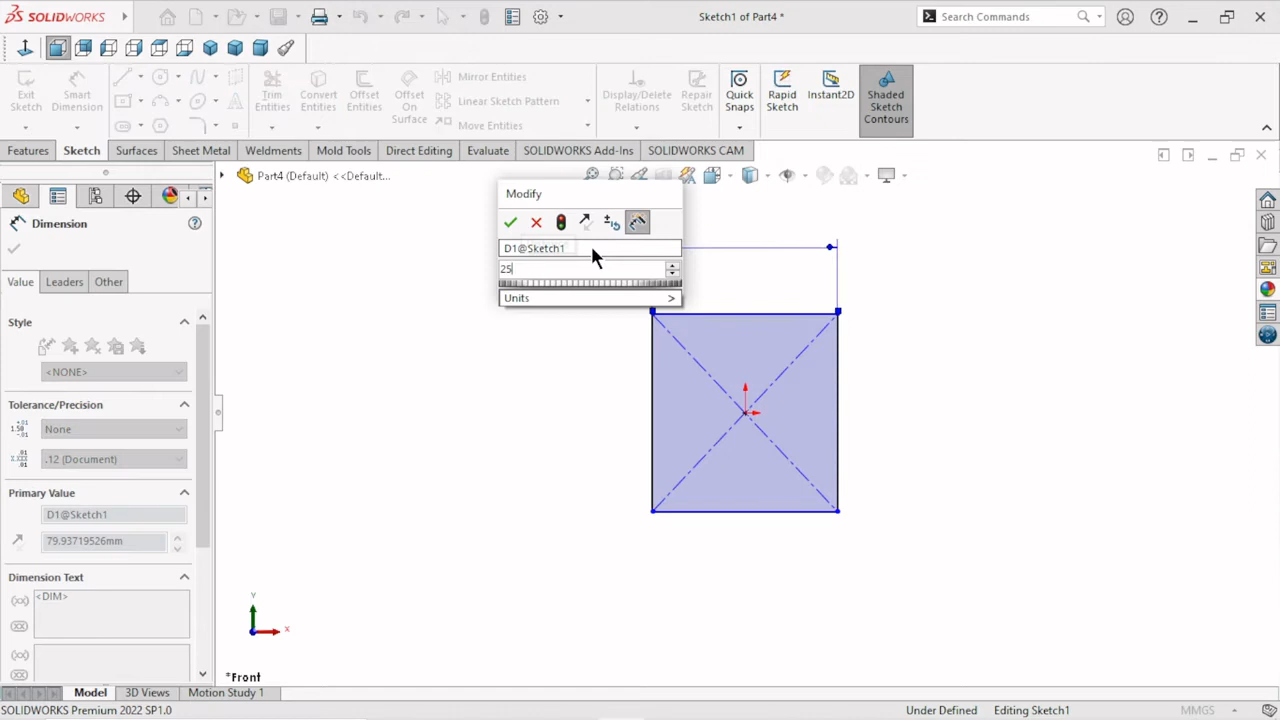 SOLIDWORKS
Sketch1 of Part4 *
Search Commands
Exit Sketch
Smart Dimension
Trim Entities
Convert Entities
Offset Entities
Offset On Surface
Mirror Entities
Linear Sketch Pattern
Move Entities
Display/Delete Relations
Repair Sketch
Quick Snaps
Rapid Sketch
Instant2D
Shaded Sketch Contours
Features
Sketch
Surfaces
Sheet Metal
Weldments
Mold Tools
Direct Editing
Evaluate
SOLIDWORKS Add-Ins
SOLIDWORKS CAM
Part4 (Default) <<Default...
Dimension
Value
Leaders
Other
Style
<NONE>
Tolerance/Precision
None
.12 (Document)
Primary Value
D1@Sketch1
79.93719526mm
Dimension Text
<DIM>
Modify
D1@Sketch1
25
Units
>
Y
X
*Front
Model
3D Views
Motion Study 1
SOLIDWORKS Premium 2022 SP1.0
Under Defined
Editing Sketch1
MMGS